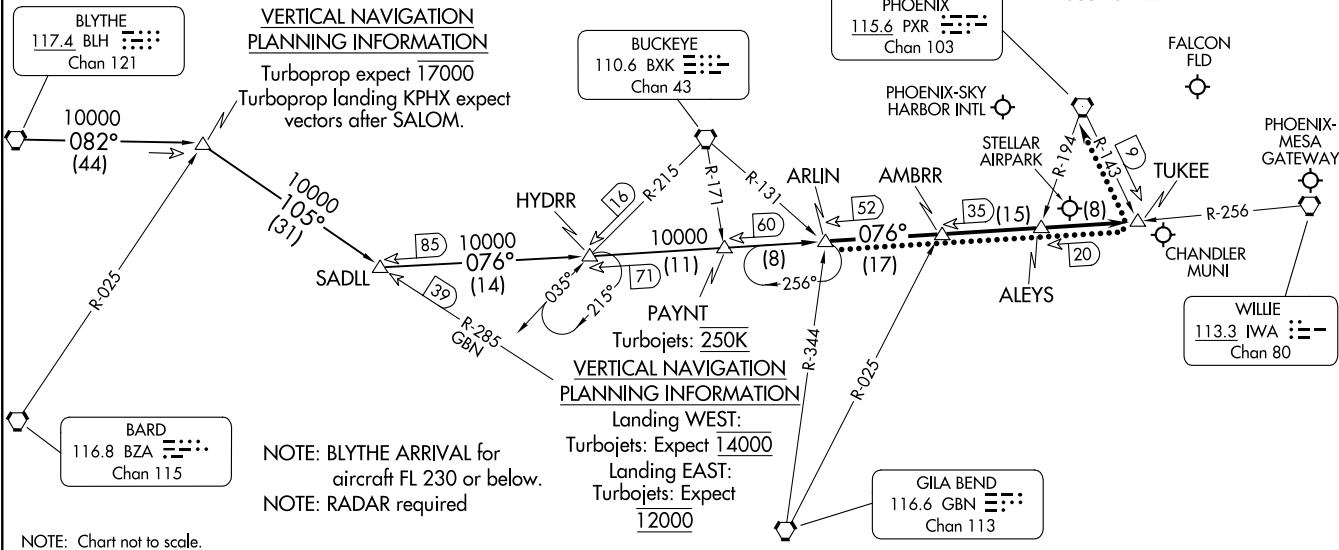 BLYTHE
117.4 BLH
Chan 121
VERTICAL NAVIGATION
PLANNING INFORMATION
Turboprop expect 17000
Turboprop landing KPHX expect
vectors after SALOM.
BUCKEYE
110.6 BXK
Chan 43
PHOENIX
115.6 PXR
Chan 103
FALCON
FLD
PHOENIX-SKY
HARBOR INTL
PHOENIX-
MESA
GATEWAY
STELLAR
AIRPARK
10000
082°
(44)
10000
105°
(31)
R-025
SADLL
85
39
R-285
GBN
10000
076°
(14)
HYDRR
16
R-215
035°
215°
71
R-171
R-131
10000
(11)
60
(8)
256°
PAYNT
Turbojets: 250K
ARLIN
52
076°
(17)
AMBRR
35
(15)
R-194
R-143
9
(8)
20
ALEYS
TUKEE
R-256
CHANDLER
MUNI
R-344
R-025
WILLIE
113.3 IWA
Chan 80
VERTICAL NAVIGATION
PLANNING INFORMATION
Landing WEST:
Turbojets: Expect 14000
Landing EAST:
Turbojets: Expect
12000
BARD
116.8 BZA
Chan 115
NOTE: BLYTHE ARRIVAL for
aircraft FL 230 or below.
NOTE: RADAR required
GILA BEND
116.6 GBN
Chan 113
NOTE: Chart not to scale.